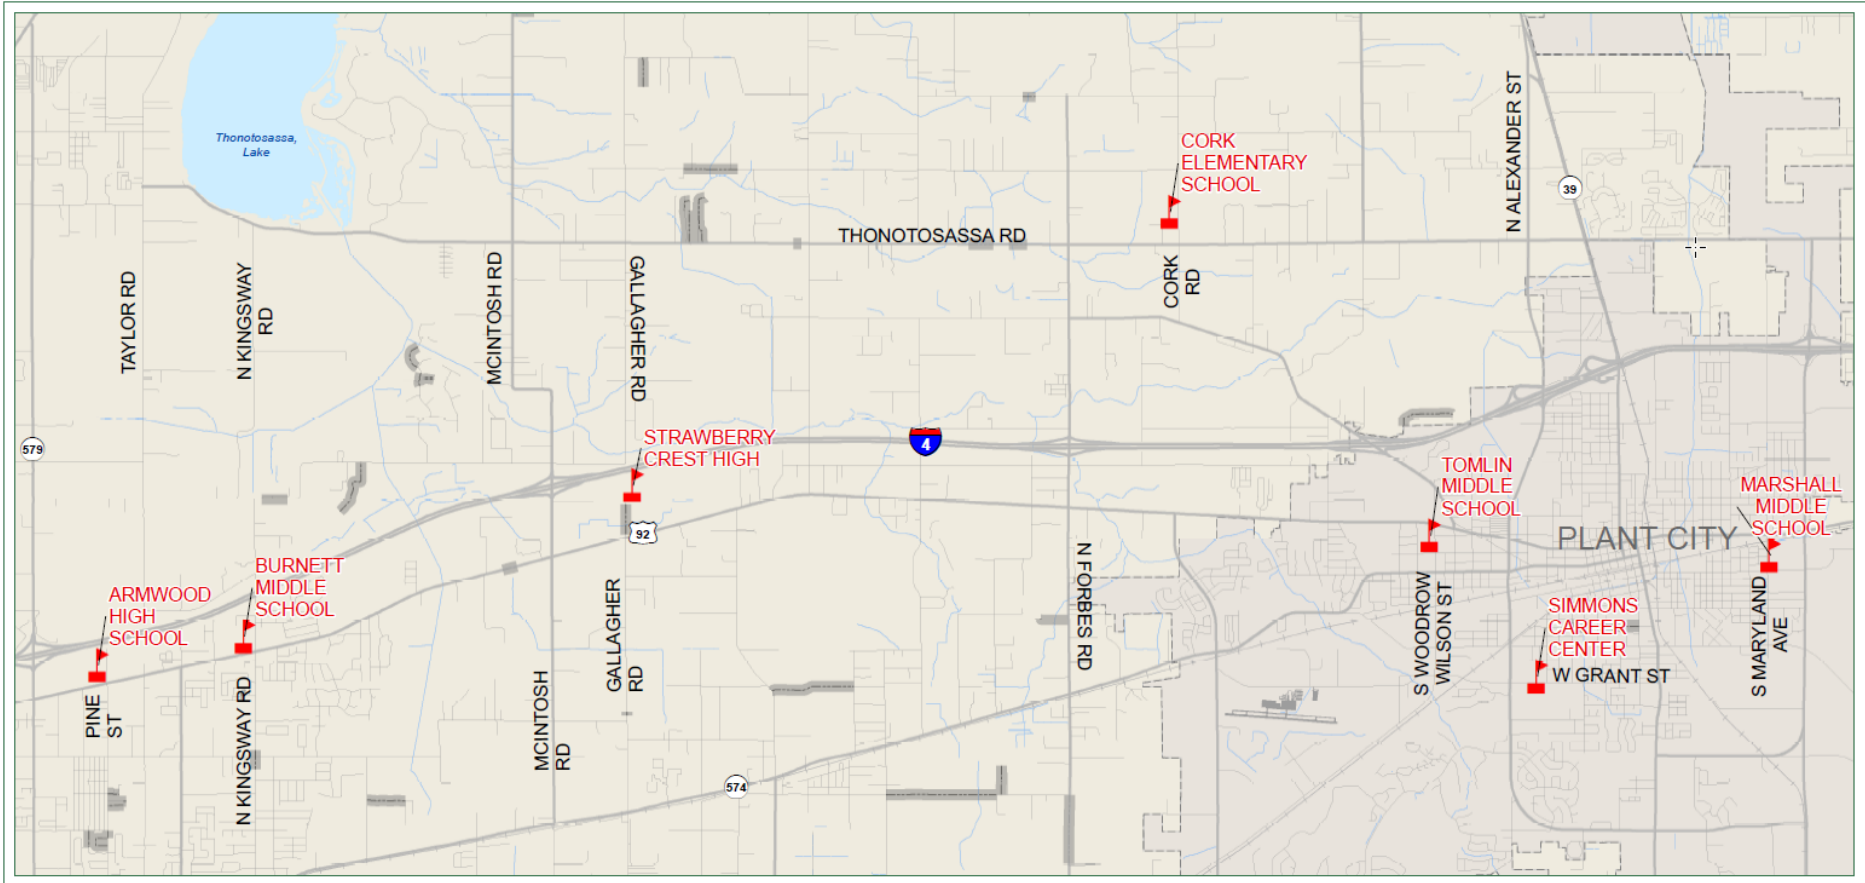 Thonotosassa,
Lake
CORK
ELEMENTARY
SCHOOL
N ALEXANDER ST
39
THONOTOSASSA RD
TAYLOR RD
N KINGSWAY
RD
MCINTOSH RD
GALLAGHER RD
CORK
RD
579
STRAWBERRY
CREST HIGH
4
TOMLIN
MIDDLE
SCHOOL
MARSHALL
MIDDLE
SCHOOL
92
PLANT CITY
ARMWOOD
HIGH
SCHOOL
BURNETT
MIDDLE
SCHOOL
GALLAGHER
RD
N FORBES RD
S WOODROW
WILSON ST
SIMMONS
CAREER
CENTER
W GRANT ST
S MARYLAND
AVE
PINE
ST
N KINGSWAY RD
MCINTOSH
RD
574